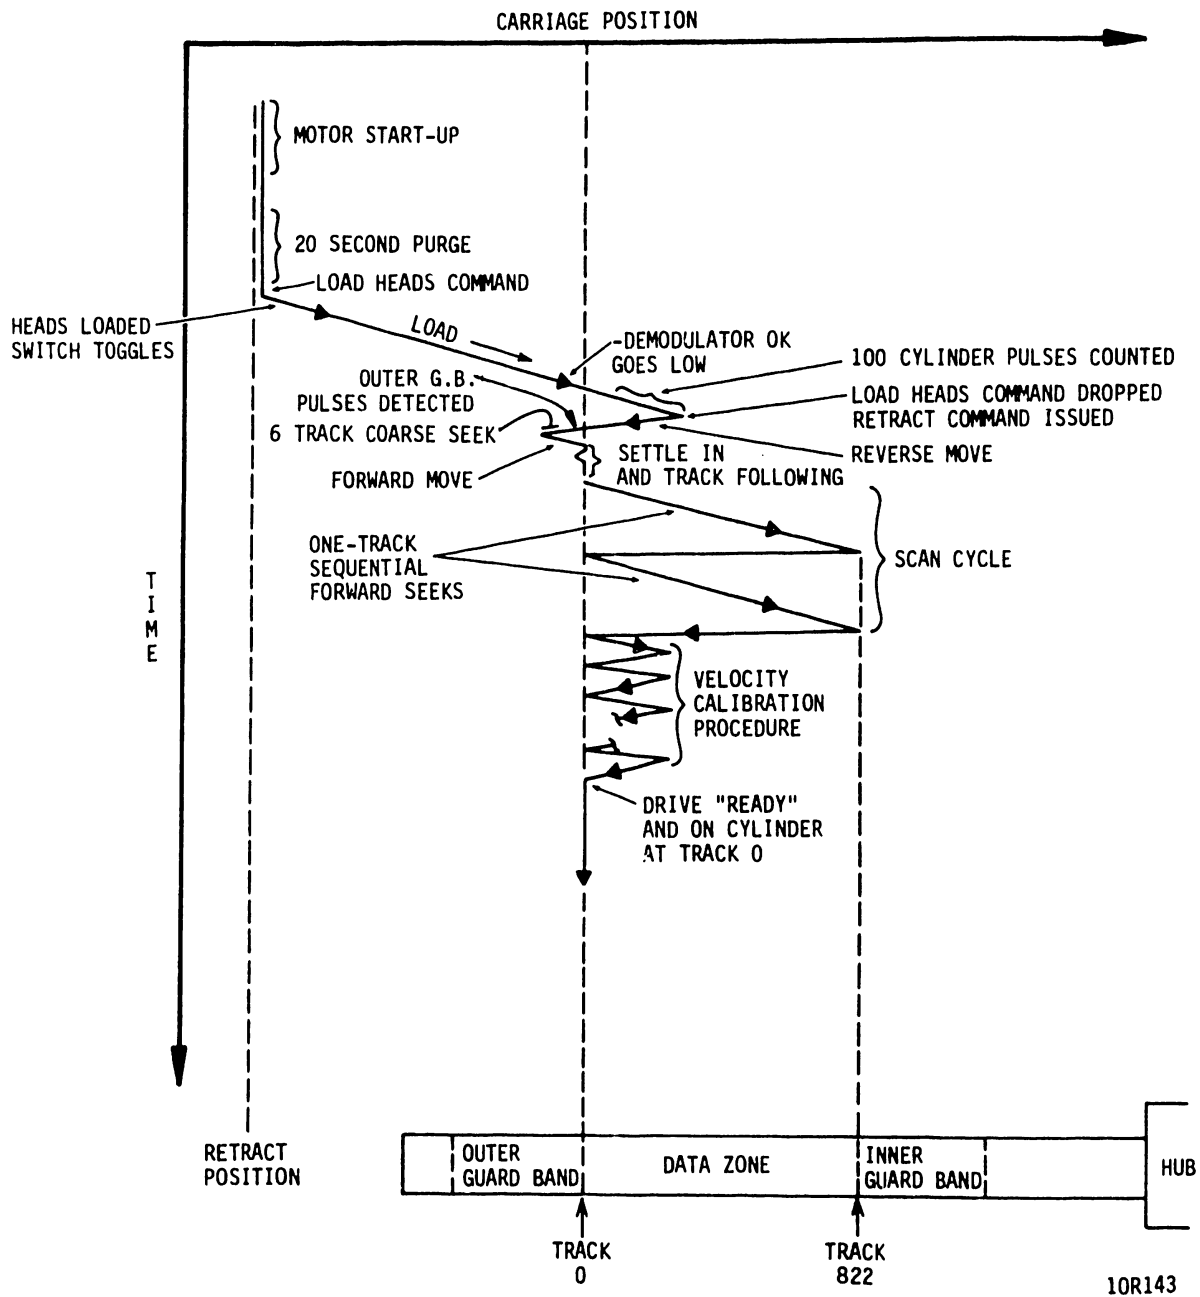 CARRIAGE POSITION
MOTOR START-UP
20 SECOND PURGE
LOAD HEADS COMMAND
HEADS LOADED
SWITCH TOGGLES
LOAD
-DEMODULATOR OK
GOES LOW
100 CYLINDER PULSES COUNTED
OUTER G.B.
PULSES DETECTED
LOAD HEADS COMMAND DROPPED
RETRACT COMMAND ISSUED
6 TRACK COARSE SEEK
REVERSE MOVE
FORWARD MOVE
SETTLE IN
AND TRACK FOLLOWING
ONE-TRACK
SEQUENTIAL
FORWARD SEEKS
SCAN CYCLE
TIME
VELOCITY
CALIBRATION
PROCEDURE
DRIVE "READY"
AND ON CYLINDER
AT TRACK 0
RETRACT
POSITION
OUTER
GUARD BAND
DATA ZONE
INNER
GUARD BAND
HUB
TRACK
0
TRACK
822
10R143